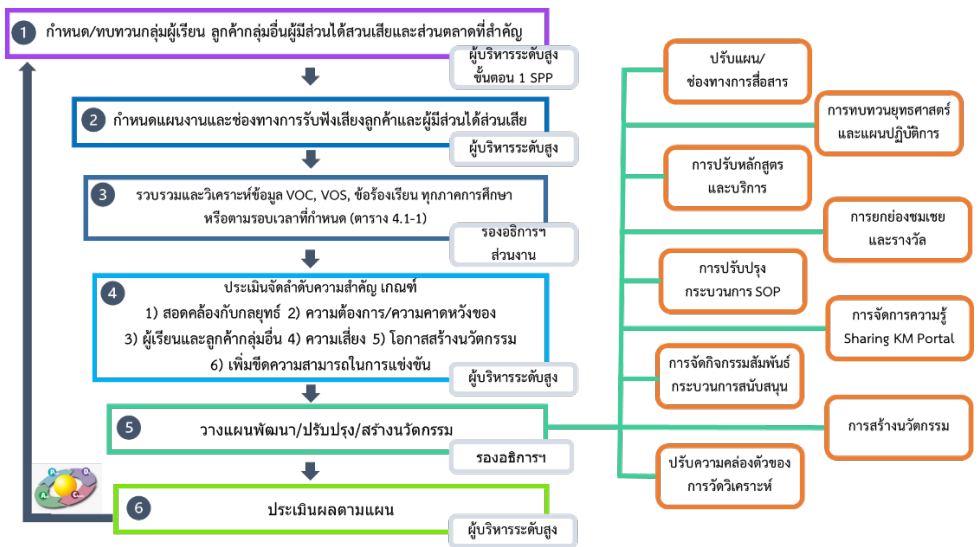 1 กำหนด/ทบทวนกลุ่มผู้เรียน ลูกค้ากลุ่มอื่นผู้มีส่วนได้สวนเสียและส่วนตลาดที่สำคัญ
ผู้บริหารระดับสูง
ขั้นตอน 1 SPP
2 กำหนดแผนงานและช่องทางการรับฟังเสียงลูกค้าและผู้มีส่วนได้ส่วนเสีย
ผู้บริหารระดับสูง
3 รวบรวมและวิเคราะห์ข้อมูล VOC, VOS, ข้อร้องเรียน ทุกภาคการศึกษา
หรือตามรอบเวลาที่กำหนด (ตาราง 4.1-1)
รองอธิการฯ
ส่วนงาน
4 ประเมินจัดลำดับความสำคัญ เกณฑ์
1) สอดคล้องกับกลยุทธ์ 2) ความต้องการ/ความคาดหวังของ
3) ผู้เรียนและลูกค้ากลุ่มอื่น 4) ความเสี่ยง 5) โอกาสสร้างนวัตกรรม
6) เพิ่มขีดความสามารถในการแข่งขัน
ผู้บริหารระดับสูง
5 วางแผนพัฒนา/ปรับปรุง/สร้างนวัตกรรม
รองอธิการฯ
6 ประเมินผลตามแผน
ผู้บริหารระดับสูง
ปรับแผน/
ช่องทางการสื่อสาร
การทบทวนยุทธศาสตร์
และแผนปฏิบัติการ
การปรับหลักสูตร
และบริการ
การยกย่องชมเชย
และรางวัล
การปรับปรุง
กระบวนการ SOP
การจัดการความรู้
Sharing KM Portal
การจัดกิจกรรมสัมพันธ์
กระบวนการสนับสนุน
การสร้างนวัตกรรม
ปรับความคล่องตัวของ
การวัดวิเคราะห์